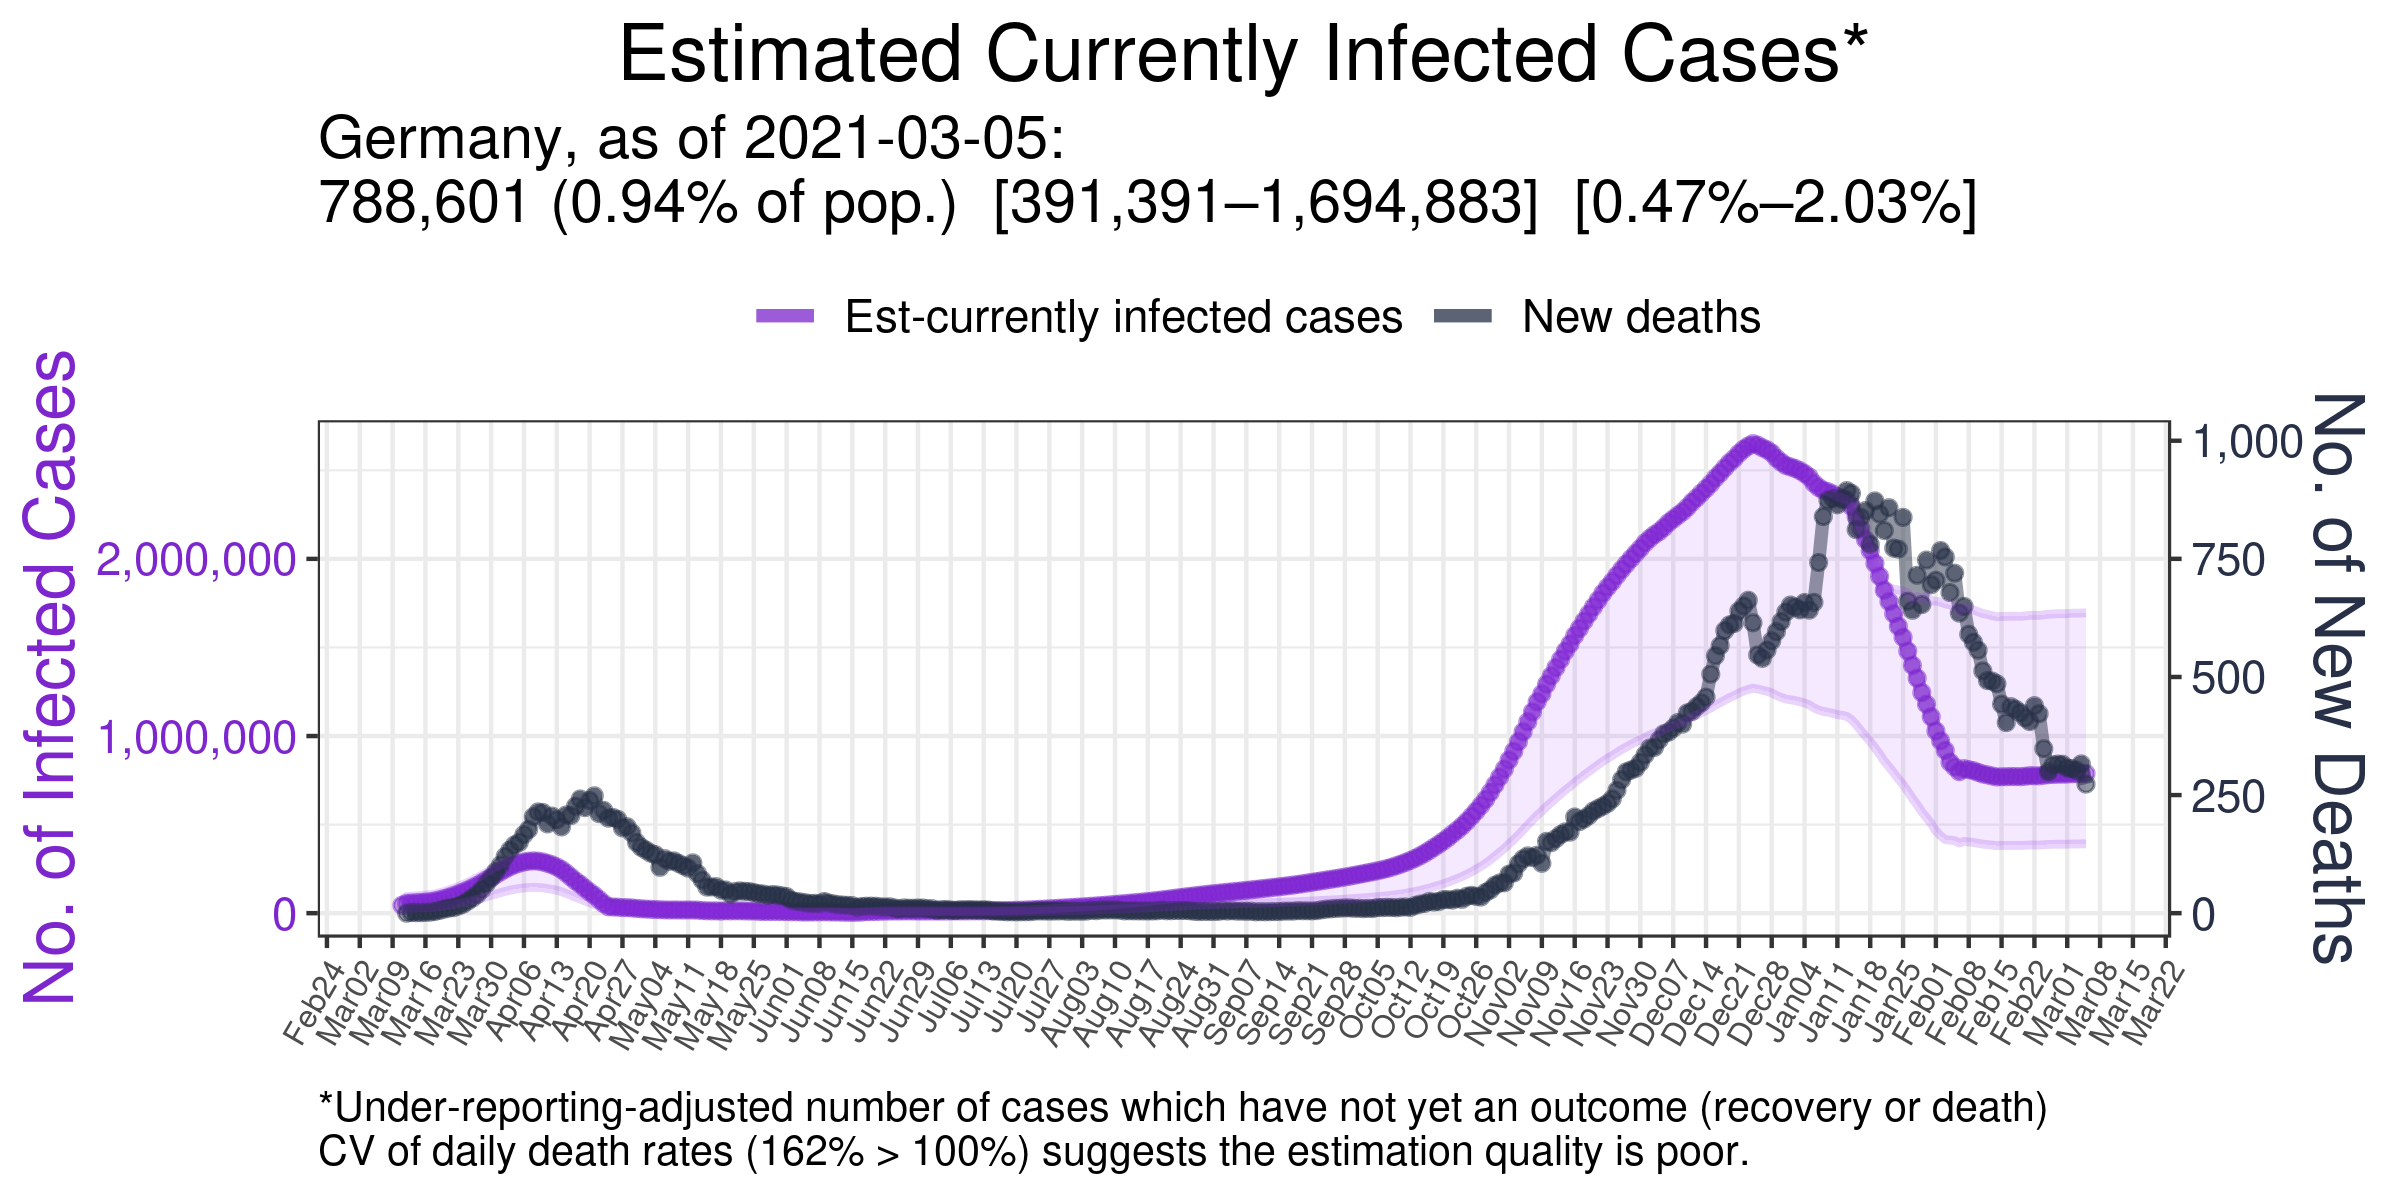 Estimated Currently Infected Cases*
Germany, as of 2021-03-05:
788,601 (0.94% of pop.) [391,391–1,694,883] [0.47%–2.03%]
Est-currently infected cases New deaths
No. of Infected Cases
2,000,000
1,000,000
0
1,000
750
500
250
0
No. of New Deaths
Feb24 Mar02 Mar09 Mar16 Mar23 Mar30 Apr06 Apr13 Apr20 Apr27 May04 May11 May18 May25 Jun01 Jun08 Jun15 Jun22 Jun29 Jul06 Jul13 Jul20 Jul27 Aug03 Aug10 Aug17 Aug24 Aug31 Sep07 Sep14 Sep21 Sep28 Oct05 Oct12 Oct19 Oct26 Nov02 Nov09 Nov16 Nov23 Nov30 Dec07 Dec14 Dec21 Dec28 Jan04 Jan11 Jan18 Jan25 Feb01 Feb08 Feb15 Feb22 Mar01 Mar08 Mar15 Mar22
*Under-reporting-adjusted number of cases which have not yet an outcome (recovery or death)
CV of daily death rates (162% > 100%) suggests the estimation quality is poor.